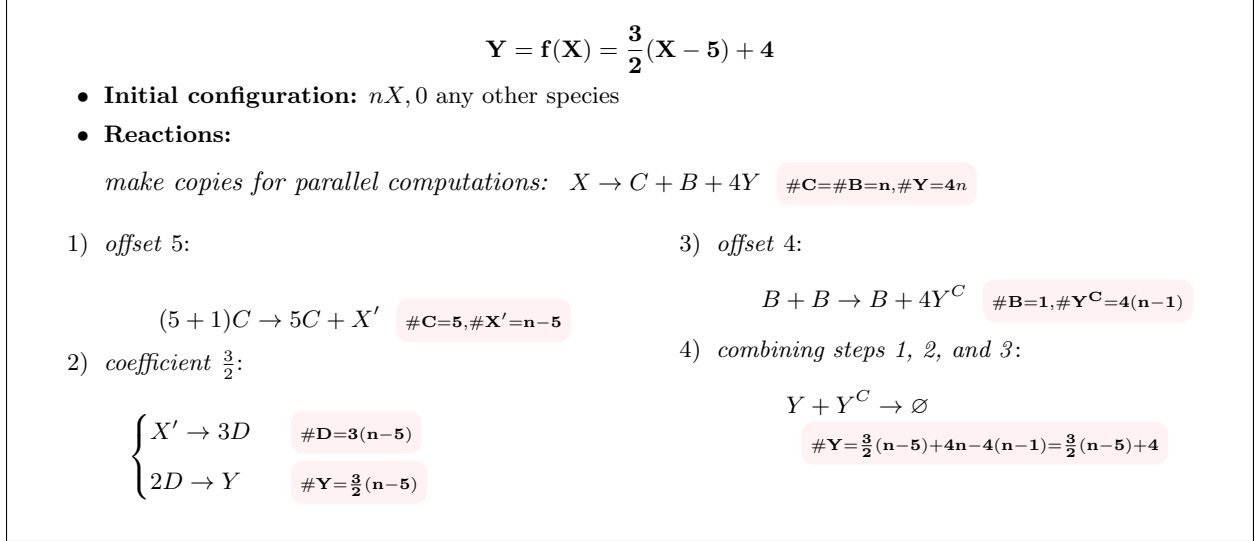 Y = f(X) = 3/2(X − 5) + 4
• Initial configuration: nX, 0 any other species
• Reactions:
make copies for parallel computations: X → C + B + 4Y #C=#B=n,#Y=4n
1) offset 5:
(5 + 1)C → 5C + X′ #C=5,#X′=n−5
2) coefficient 3/2:
X′ → 3D #D=3(n−5)
2D → Y #Y=3/2(n−5)
3) offset 4:
B + B → B + 4Y^C #B=1,#Y^C=4(n−1)
4) combining steps 1, 2, and 3:
Y + Y^C → ∅
#Y=3/2(n−5)+4n−4(n−1)=3/2(n−5)+4